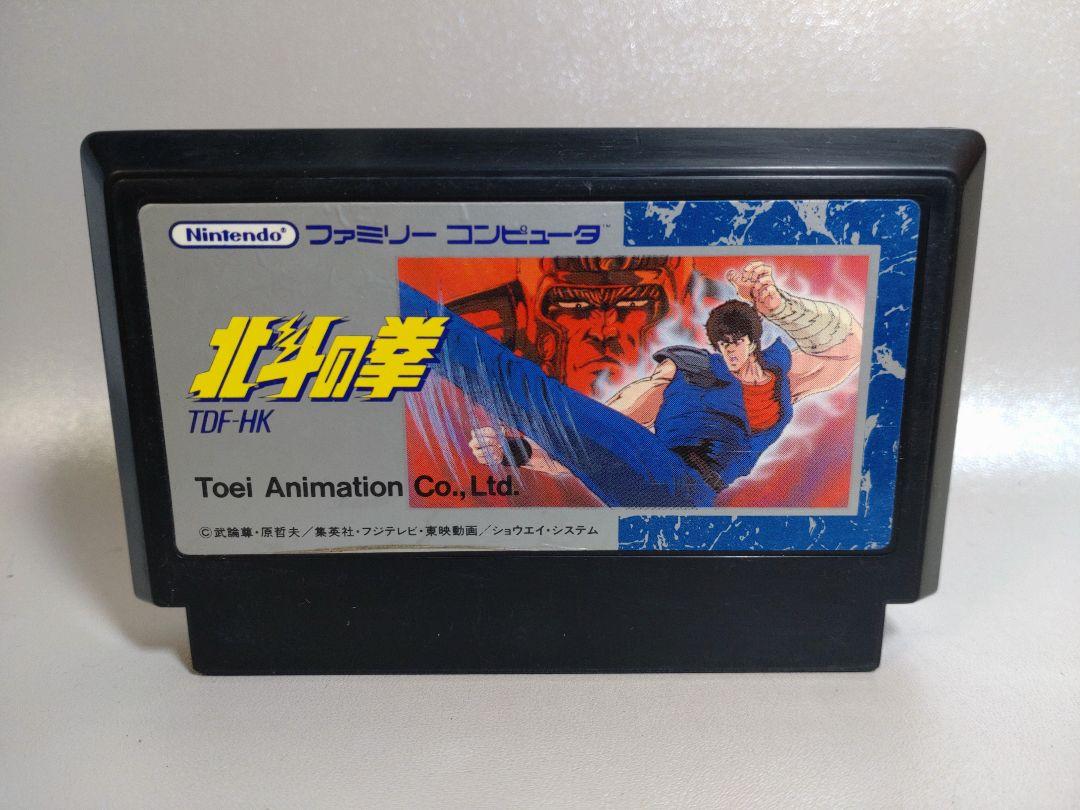 Nintendo® ファミリー コンピュータ™
北斗の拳
TDF-HK
Toei Animation Co., Ltd.
©武論尊・原哲夫／集英社・フジテレビ・東映動画／ショウエイ・システム